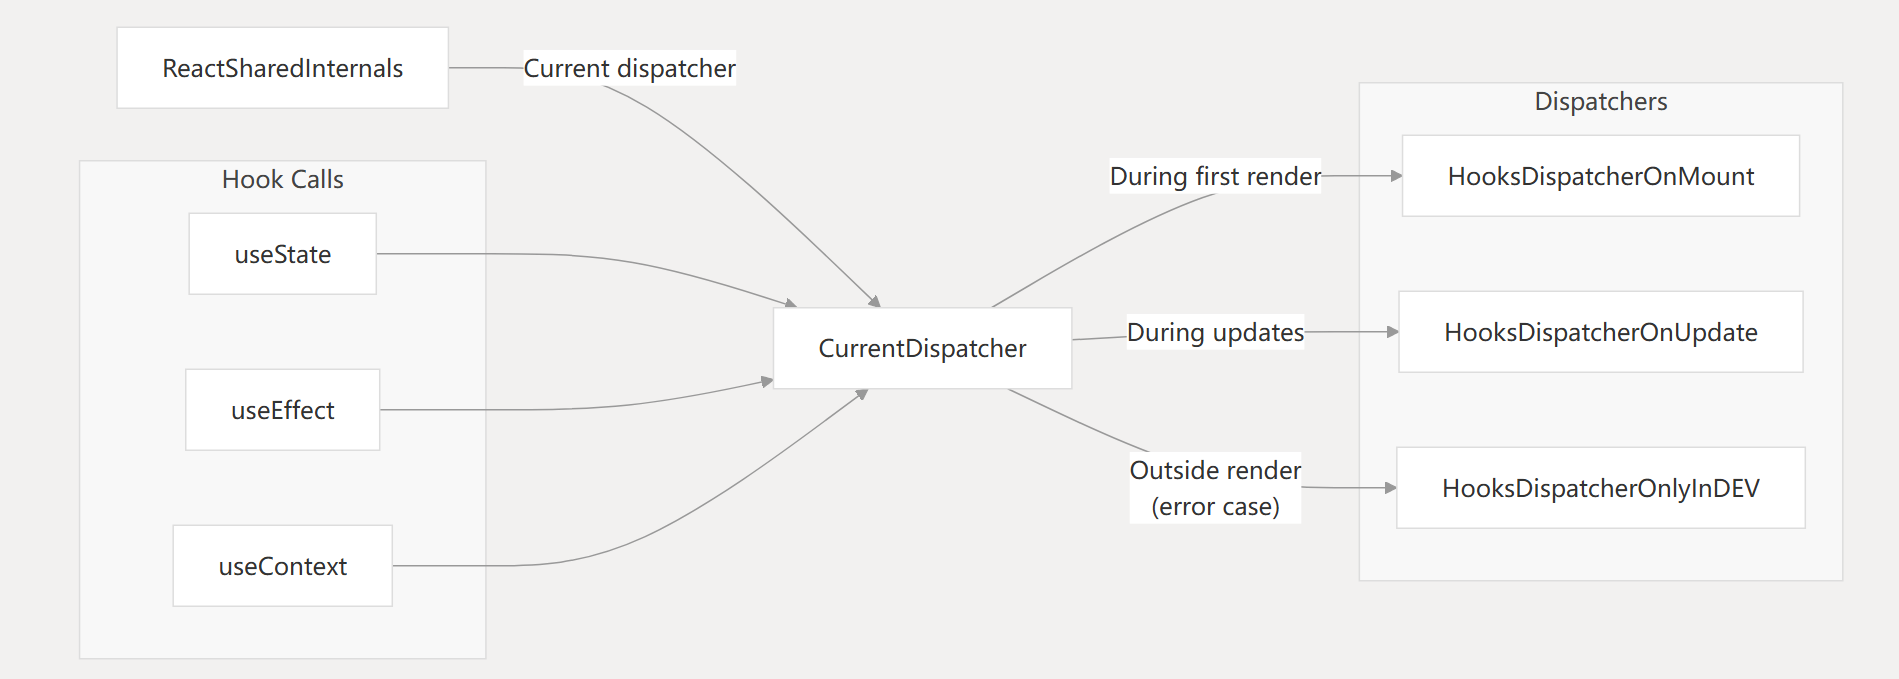 ReactSharedInternals
Current dispatcher
Hook Calls
useState
useEffect
useContext
CurrentDispatcher
During first render
During updates
Outside render
(error case)
Dispatchers
HooksDispatcherOnMount
HooksDispatcherOnUpdate
HooksDispatcherOnlyInDEV